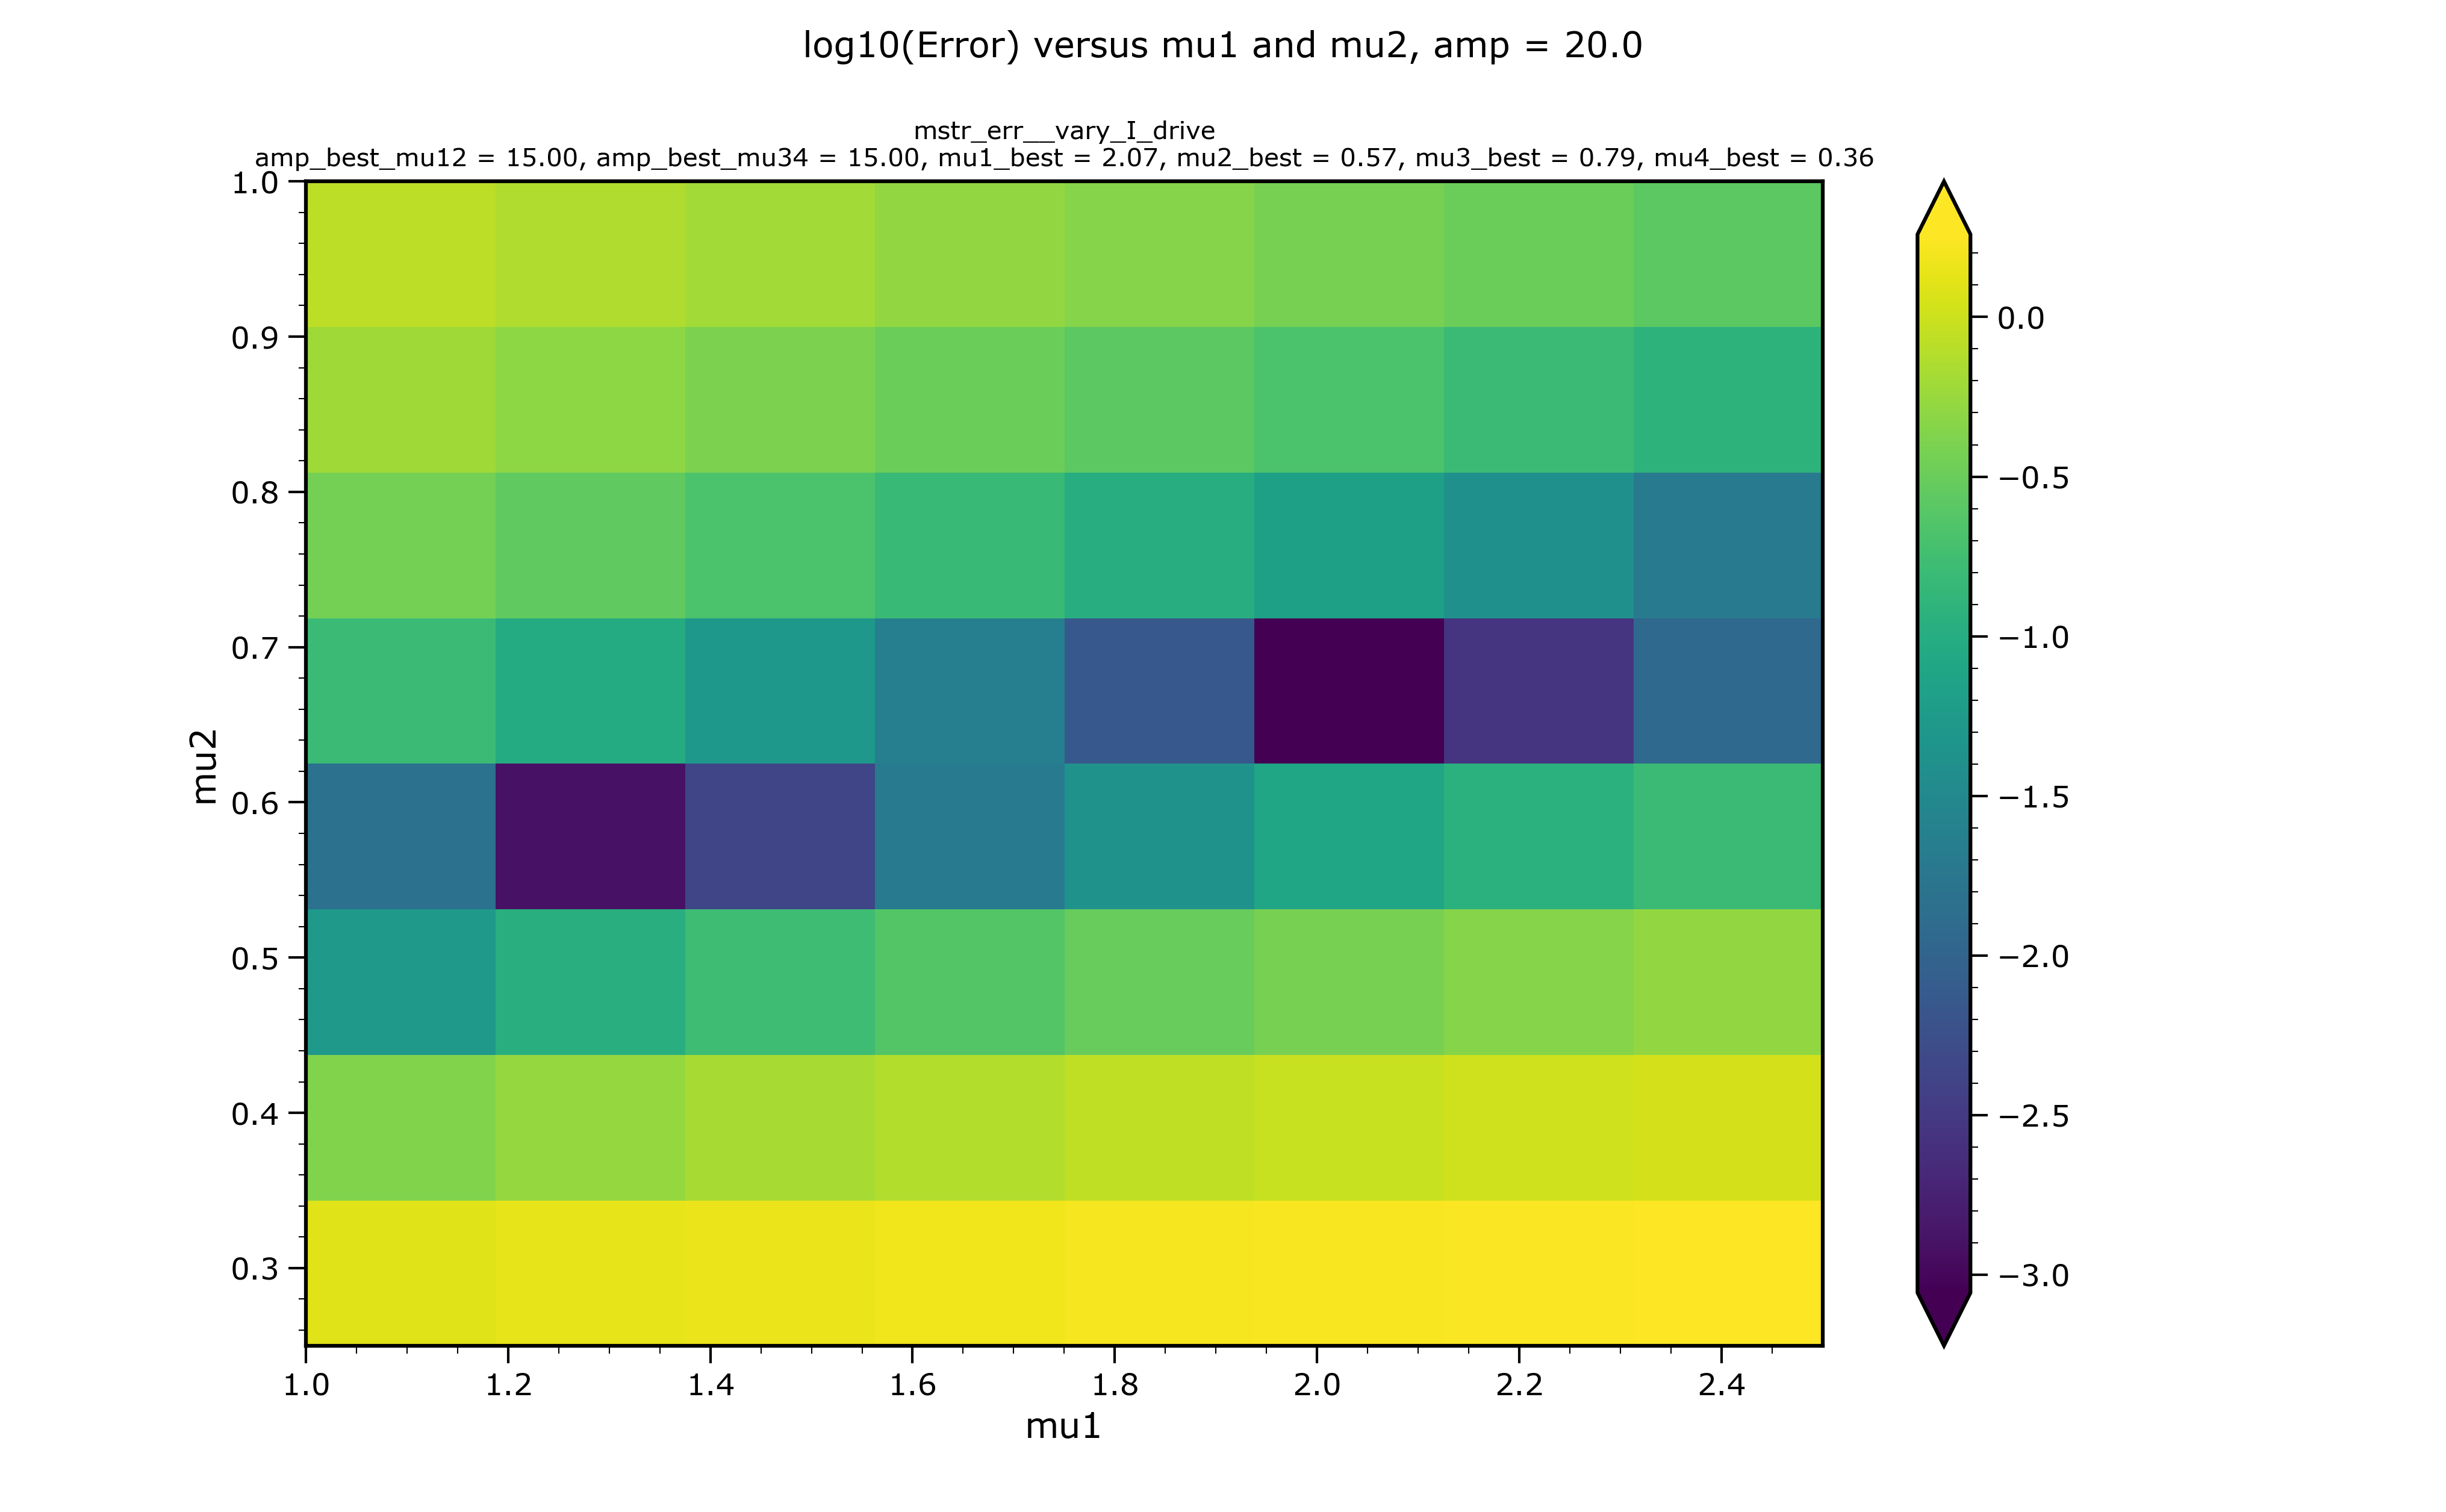 log10(Error) versus mu1 and mu2, amp = 20.0
mstr_err__vary_I_drive
amp_best_mu12 = 15.00, amp_best_mu34 = 15.00, mu1_best = 2.07, mu2_best = 0.57, mu3_best = 0.79, mu4_best = 0.36
1.0
0.9
0.8
0.7
0.6
0.5
0.4
0.3
mu2
1.0 1.2 1.4 1.6 1.8 2.0 2.2 2.4
mu1
0.0
−0.5
−1.0
−1.5
−2.0
−2.5
−3.0